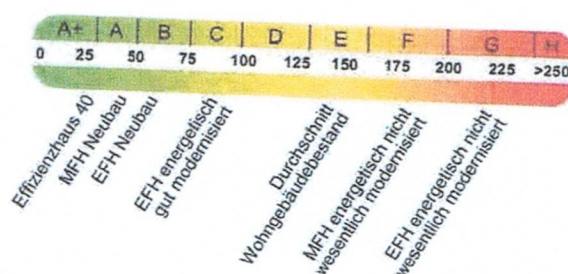 A+ A B C D E F G H
0 25 50 75 100 125 150 175 200 225 >250
Effizienzhaus 40
MFH Neubau
EFH Neubau
EFH energetisch
gut modernisiert
Durchschnitt
Wohngebäudebestand
MFH energetisch nicht
wesentlich modernisiert
EFH energetisch nicht
wesentlich modernisiert